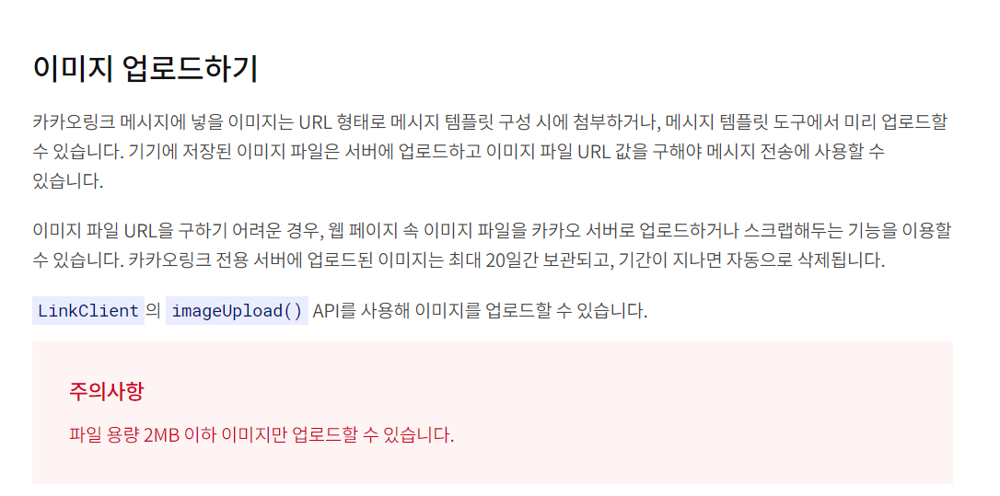 이미지 업로드하기
카카오링크 메시지에 넣을 이미지는 URL 형태로 메시지 템플릿 구성 시에 첨부하거나, 메시지 템플릿 도구에서 미리 업로드할
수 있습니다. 기기에 저장된 이미지 파일은 서버에 업로드하고 이미지 파일 URL 값을 구해야 메시지 전송에 사용할 수
있습니다.
이미지 파일 URL을 구하기 어려운 경우, 웹 페이지 속 이미지 파일을 카카오 서버로 업로드하거나 스크랩해두는 기능을 이용할
수 있습니다. 카카오링크 전용 서버에 업로드된 이미지는 최대 20일간 보관되고, 기간이 지나면 자동으로 삭제됩니다.
LinkClient의 imageUpload() API를 사용해 이미지를 업로드할 수 있습니다.
주의사항
파일 용량 2MB 이하 이미지만 업로드할 수 있습니다.